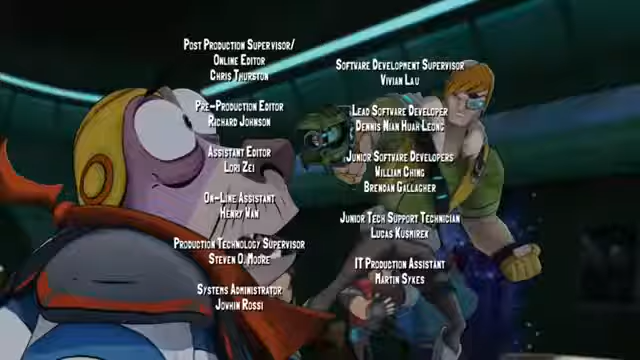 Post Production Supervisor/
Online Editor
Chris Thurston
Pre-Production Editor
Richard Johnson
Assistant Editor
Lori Zei
On-Line Assistant
Henry Wan
Production Technology Supervisor
Steven O. Moore
Systems Administrator
Jovhin Rossi
Software Development Supervisor
Vivian Lau
Lead Software Developer
Dennis Nian Huah Leong
Junior Software Developers
William Ching
Brendan Gallagher
Junior Tech Support Technician
Lucas Kusmirek
IT Production Assistant
Martin Sykes